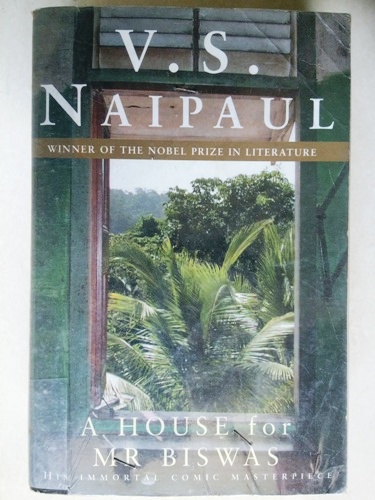 V. S.
NAIPAUL
WINNER OF THE NOBEL PRIZE IN LITERATURE
A HOUSE for
MR BISWAS
HIS IMMORTAL COMIC MASTERPIECE